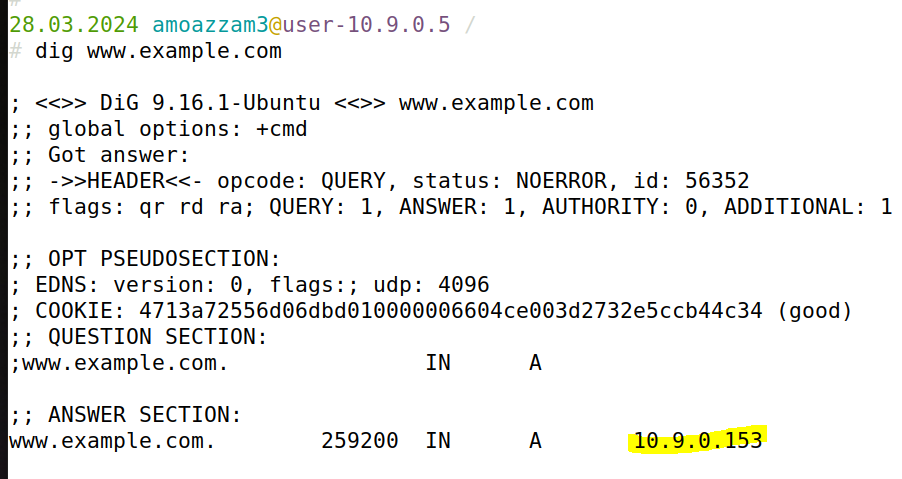 #
28.03.2024 amoazzam3@user-10.9.0.5 /
# dig www.example.com
; <<>> DiG 9.16.1-Ubuntu <<>> www.example.com
;; global options: +cmd
;; Got answer:
;; ->>HEADER<<- opcode: QUERY, status: NOERROR, id: 56352
;; flags: qr rd ra; QUERY: 1, ANSWER: 1, AUTHORITY: 0, ADDITIONAL: 1
;; OPT PSEUDOSECTION:
; EDNS: version: 0, flags:; udp: 4096
; COOKIE: 4713a72556d06dbd010000006604ce003d2732e5ccb44c34 (good)
;; QUESTION SECTION:
;www.example.com. IN A
;; ANSWER SECTION:
www.example.com. 259200 IN A 10.9.0.153